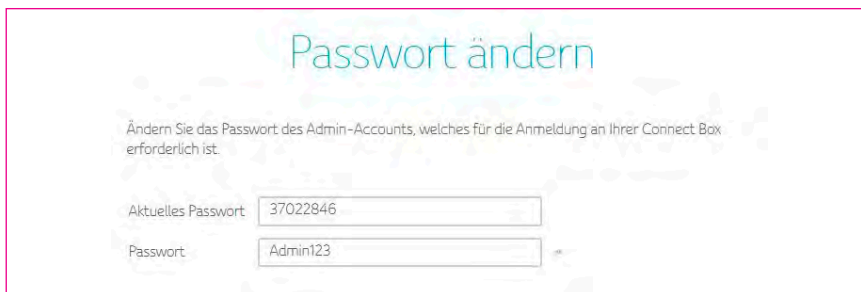 Passwort ändern
Ändern Sie das Passwort des Admin-Accounts, welches für die Anmeldung an Ihrer Connect Box
erforderlich ist.
Aktuelles Passwort 37022846
Passwort Admin123